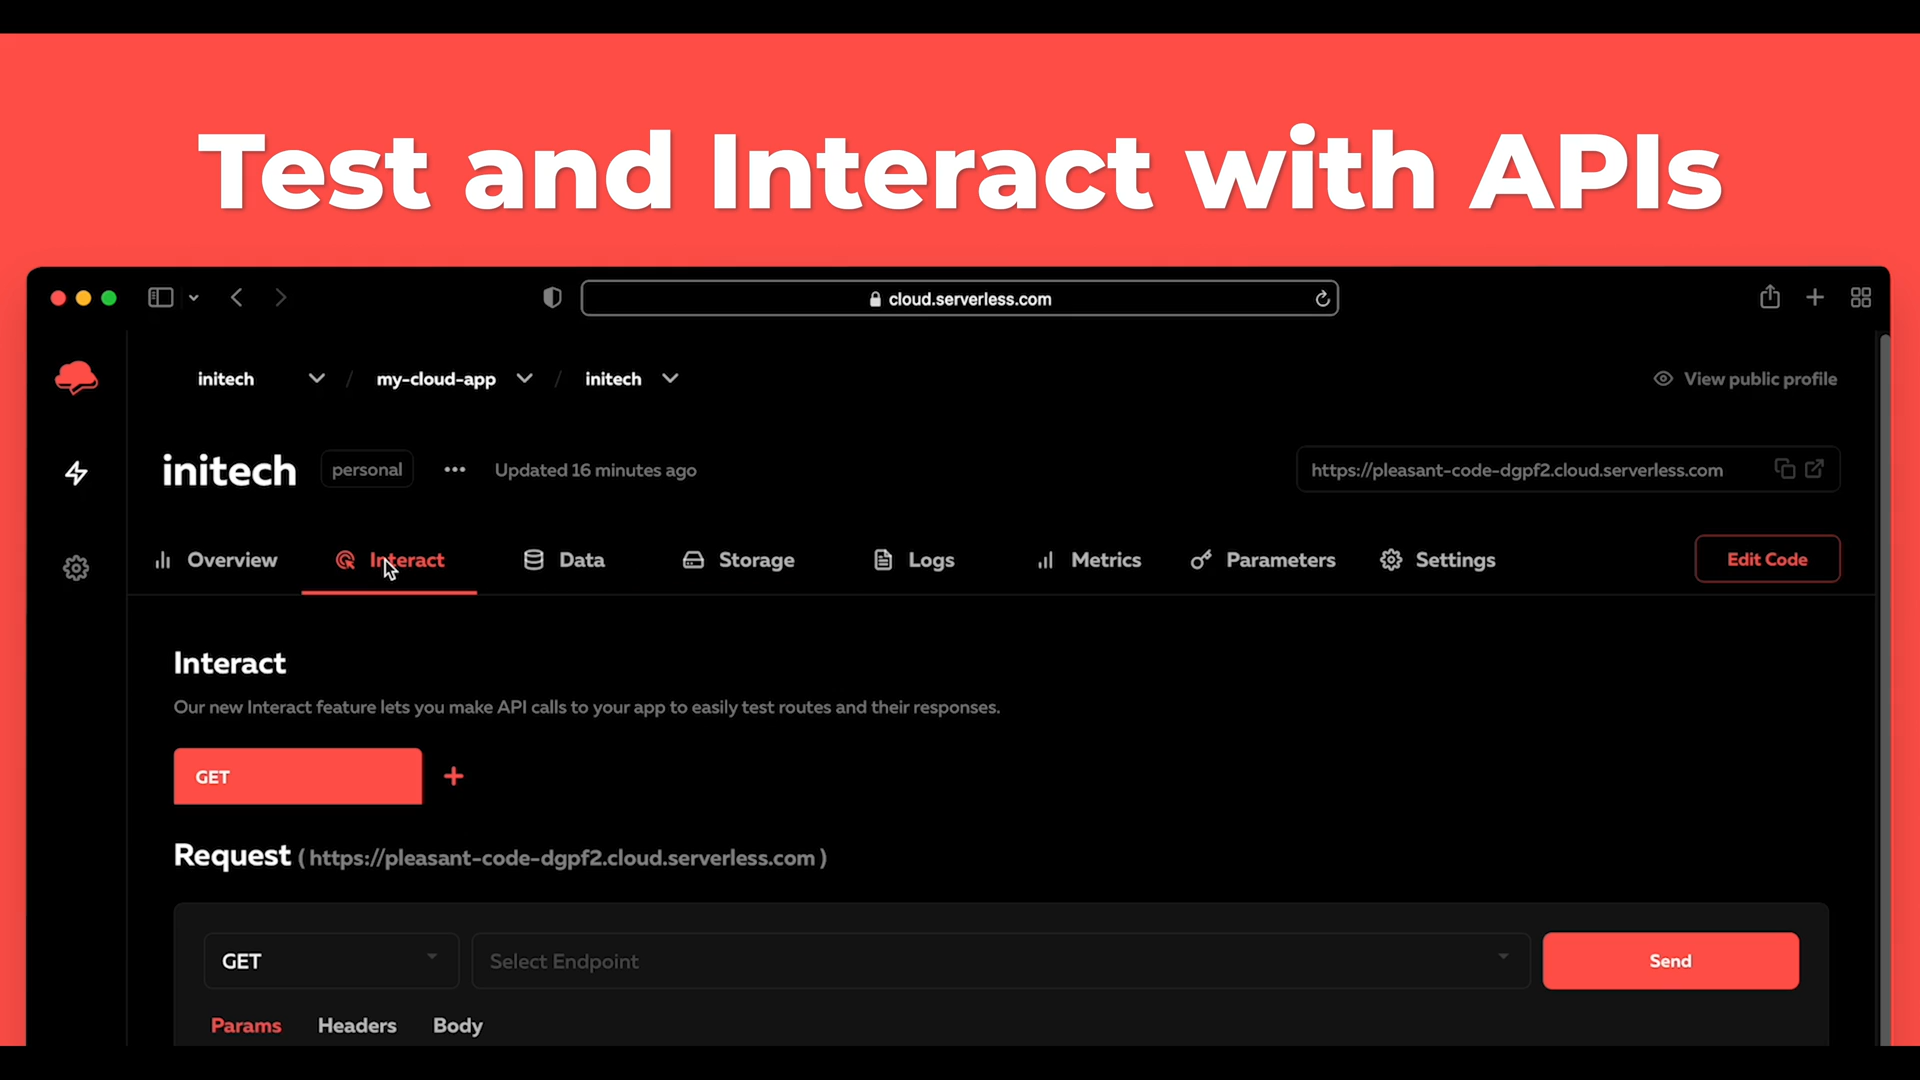 Test and Interact with APIs
cloud.serverless.com
initech / my-cloud-app / initech
View public profile
initech personal ••• Updated 16 minutes ago
https://pleasant-code-dgpf2.cloud.serverless.com
Overview Interact Data Storage Logs Metrics Parameters Settings Edit Code
Interact
Our new Interact feature lets you make API calls to your app to easily test routes and their responses.
GET +
Request ( https://pleasant-code-dgpf2.cloud.serverless.com )
GET Select Endpoint Send
Params Headers Body